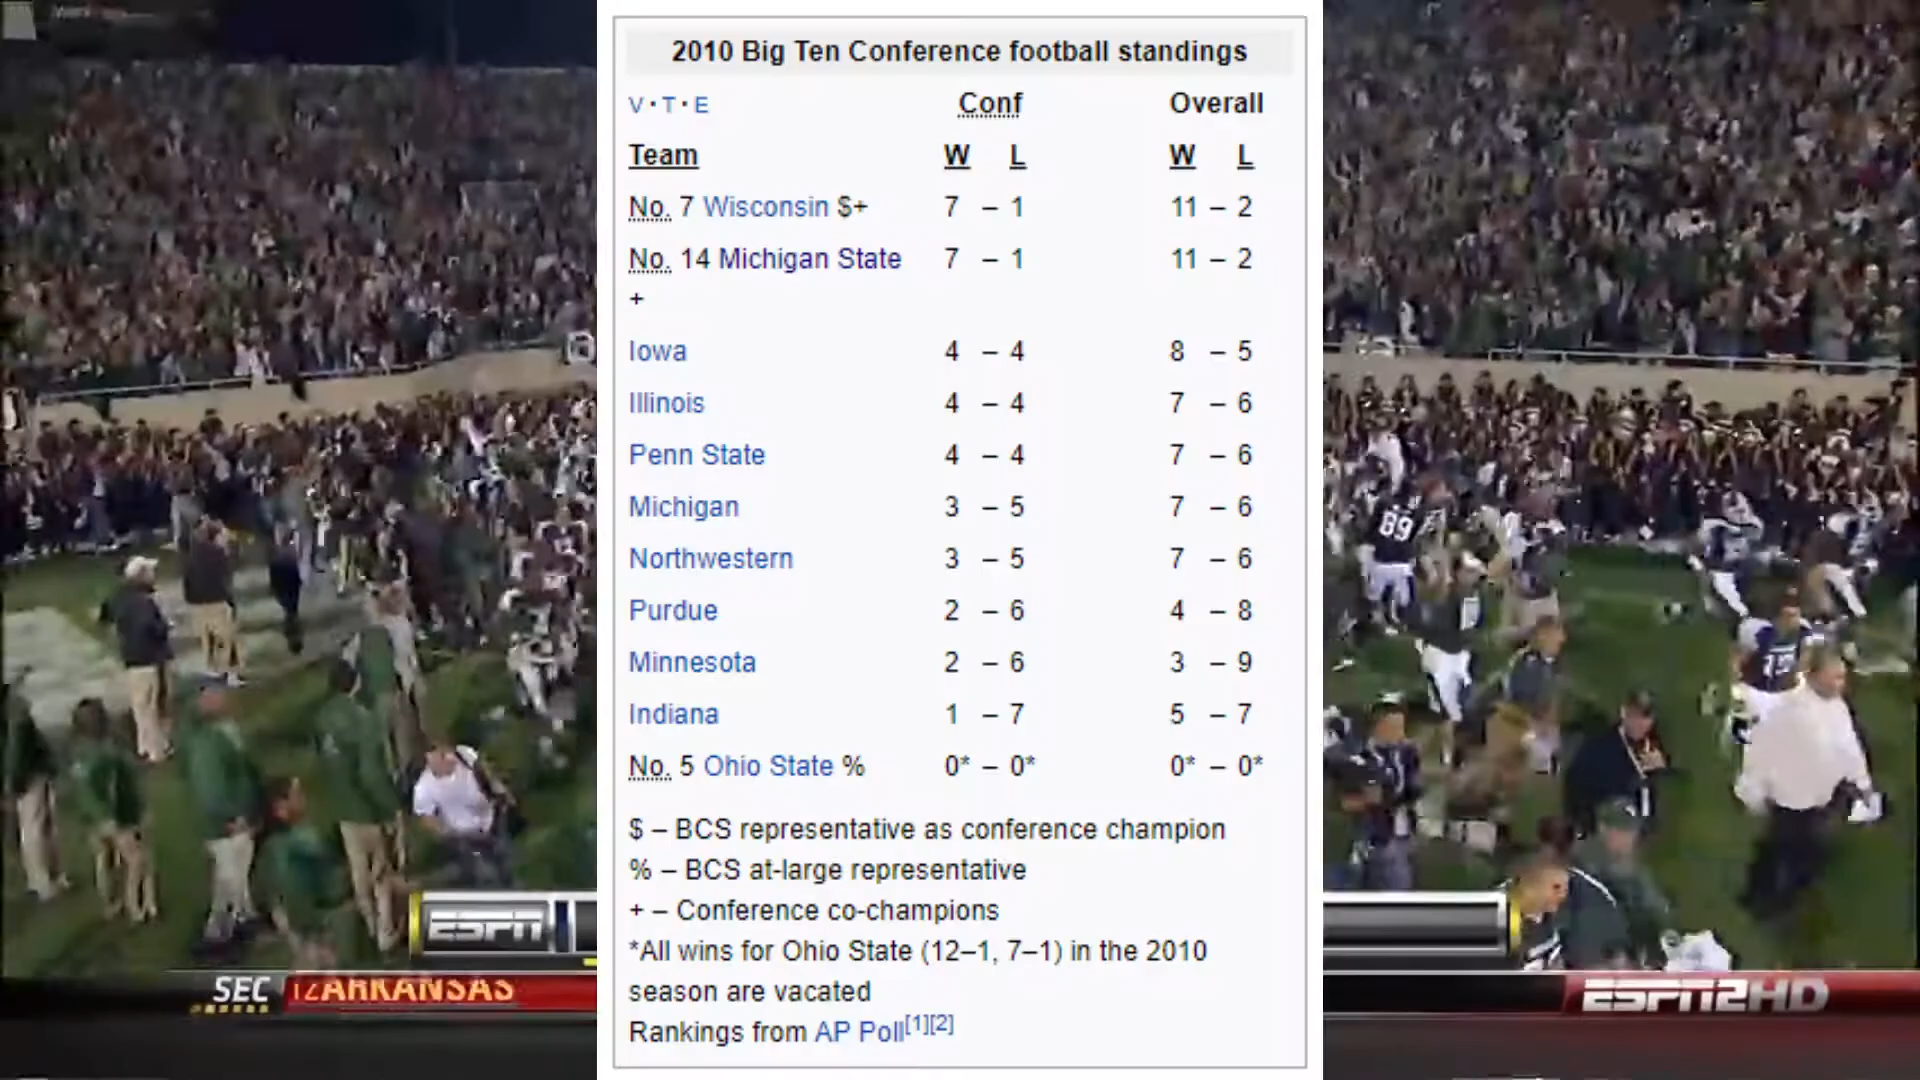 2010 Big Ten Conference football standings
V · T · E Conf Overall
Team W L W L
No. 7 Wisconsin $+ 7 – 1 11 – 2
No. 14 Michigan State 7 – 1 11 – 2
+
Iowa 4 – 4 8 – 5
Illinois 4 – 4 7 – 6
Penn State 4 – 4 7 – 6
Michigan 3 – 5 7 – 6
Northwestern 3 – 5 7 – 6
Purdue 2 – 6 4 – 8
Minnesota 2 – 6 3 – 9
Indiana 1 – 7 5 – 7
No. 5 Ohio State % 0* – 0* 0* – 0*
$ – BCS representative as conference champion
% – BCS at-large representative
+ – Conference co-champions
*All wins for Ohio State (12–1, 7–1) in the 2010
season are vacated
Rankings from AP Poll[1][2]
89
ESPN
SEC 12 ARKANSAS
ESPN2HD